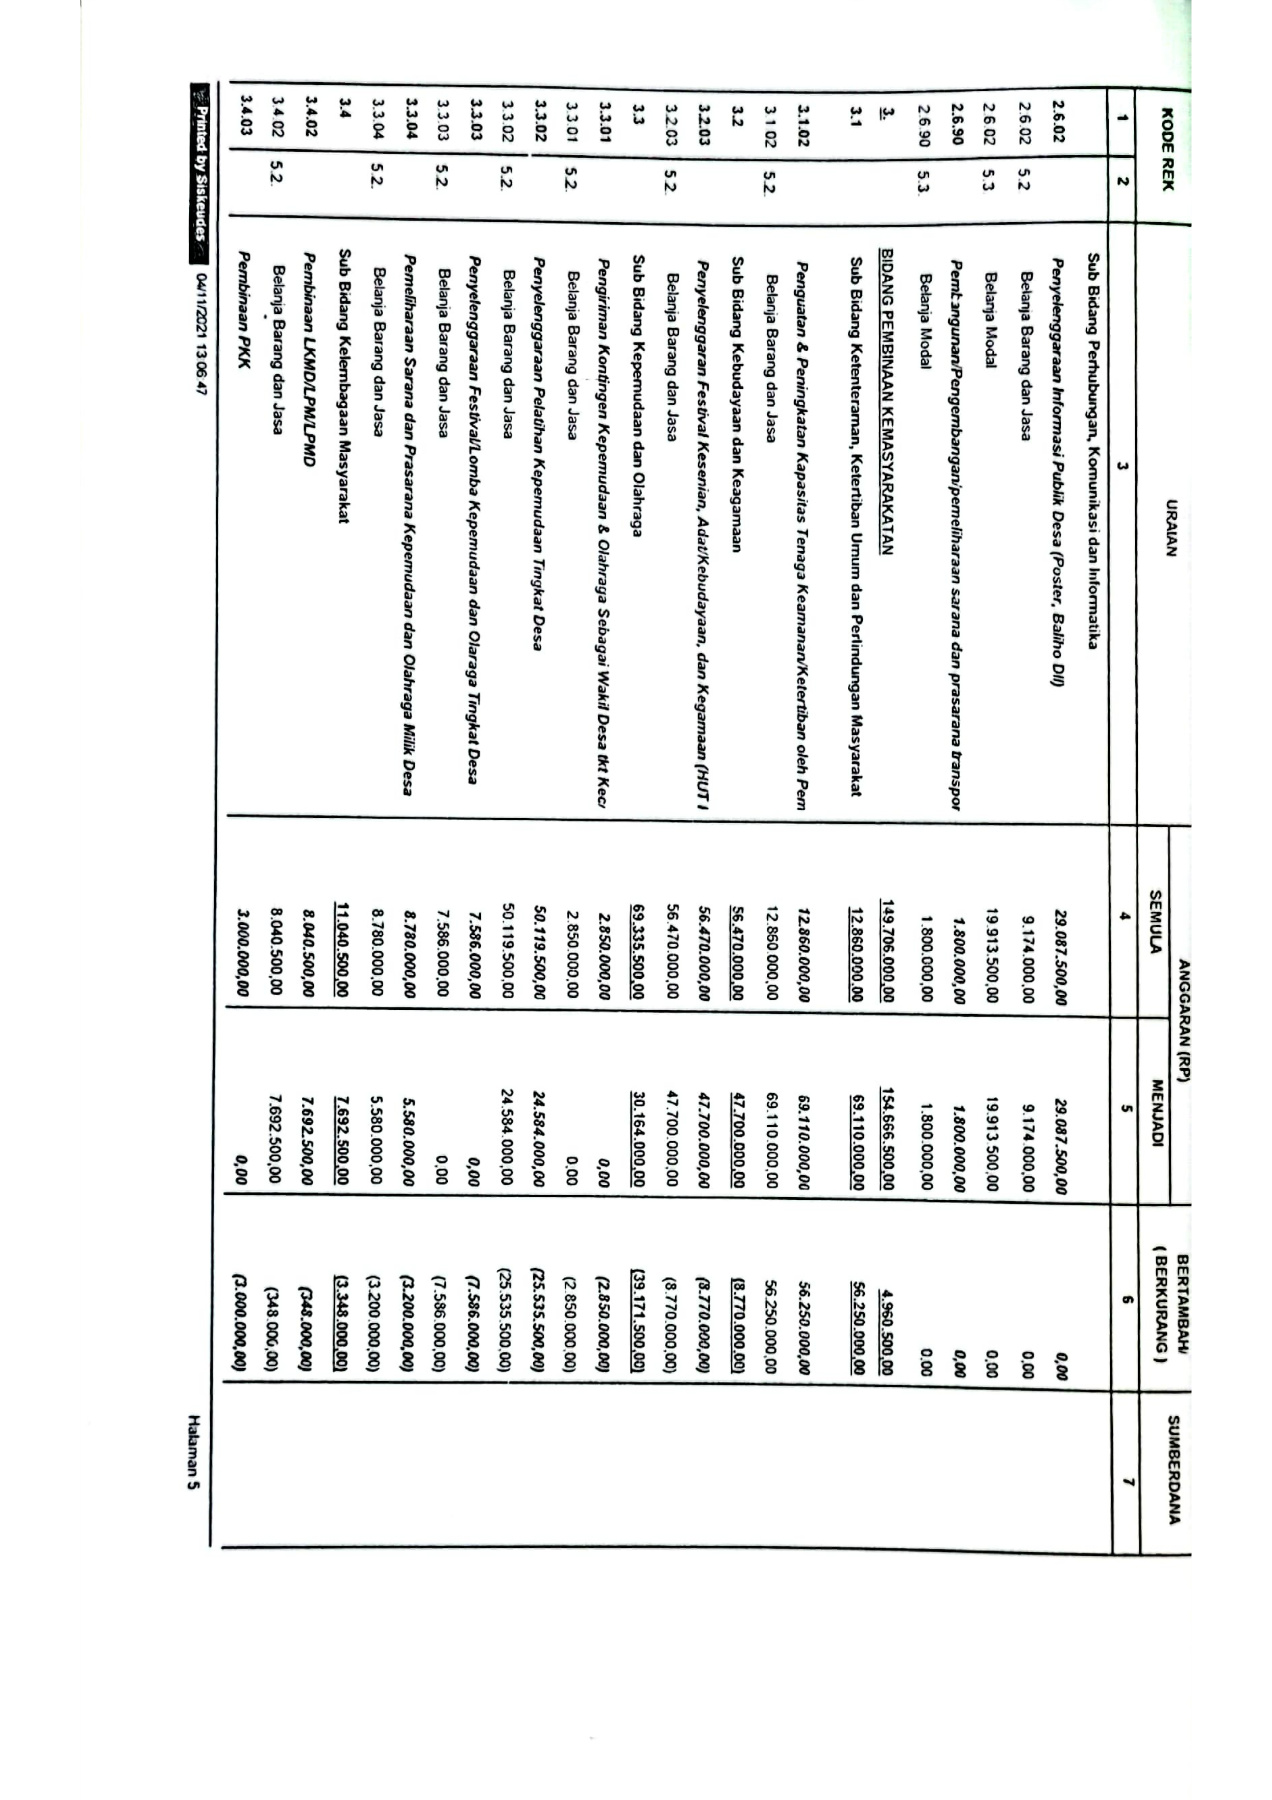 KODE REK URAIAN ANGGARAN (RP) BERTAMBAH/ SUMBERDANA
SEMULA MENJADI ( BERKURANG )
1 2 3 4 5 6 7
Sub Bidang Perhubungan, Komunikasi dan Informatika
2.6.02 Penyelenggaraan Informasi Publik Desa (Poster, Baliho Dll) 29.087.500,00 29.087.500,00 0,00
2.6.02 5.2 Belanja Barang dan Jasa 9.174.000,00 9.174.000,00 0,00
2.6.02 5.3 Belanja Modal 19.913.500,00 19.913.500,00 0,00
2.6.90 Pembangunan/Pengembangan/pemeliharaan sarana dan prasarana transpor 1.800.000,00 1.800.000,00 0,00
2.6.90 5.3. Belanja Modal 1.800.000,00 1.800.000,00 0,00
3. BIDANG PEMBINAAN KEMASYARAKATAN 149.706.000,00 154.666.500,00 4.960.500,00
3.1 Sub Bidang Ketenteraman, Ketertiban Umum dan Perlindungan Masyarakat 12.860.000,00 69.110.000,00 56.250.000,00
3.1.02 Penguatan & Peningkatan Kapasitas Tenaga Keamanan/Ketertiban oleh Pem 12.860.000,00 69.110.000,00 56.250.000,00
3.1.02 5.2. Belanja Barang dan Jasa 12.860.000,00 69.110.000,00 56.250.000,00
3.2 Sub Bidang Kebudayaan dan Keagamaan 56.470.000,00 47.700.000,00 (8.770.000,00)
3.2.03 Penyelenggaran Festival Kesenian, Adat/Kebudayaan, dan Kegamaan (HUT I 56.470.000,00 47.700.000,00 (8.770.000,00)
3.2.03 5.2. Belanja Barang dan Jasa 56.470.000,00 47.700.000,00 (8.770.000,00)
3.3 Sub Bidang Kepemudaan dan Olahraga 69.335.500,00 30.164.000,00 (39.171.500,00)
3.3.01 Pengiriman Kontingen Kepemudaan & Olahraga Sebagai Wakil Desa tkt Kec/ 2.850.000,00 0,00 (2.850.000,00)
3.3.01 5.2. Belanja Barang dan Jasa 2.850.000,00 0,00 (2.850.000,00)
3.3.02 Penyelenggaraan Pelatihan Kepemudaan Tingkat Desa 50.119.500,00 24.584.000,00 (25.535.500,00)
3.3.02 5.2. Belanja Barang dan Jasa 50.119.500,00 24.584.000,00 (25.535.500,00)
3.3.03 Penyelenggaraan Festival/Lomba Kepemudaan dan Olaraga Tingkat Desa 7.586.000,00 0,00 (7.586.000,00)
3.3.03 5.2. Belanja Barang dan Jasa 7.586.000,00 0,00 (7.586.000,00)
3.3.04 Pemeliharaan Sarana dan Prasarana Kepemudaan dan Olahraga Milik Desa 8.780.000,00 5.580.000,00 (3.200.000,00)
3.3.04 5.2. Belanja Barang dan Jasa 8.780.000,00 5.580.000,00 (3.200.000,00)
3.4 Sub Bidang Kelembagaan Masyarakat 11.040.500,00 7.692.500,00 (3.348.000,00)
3.4.02 Pembinaan LKMD/LPM/LPMD 8.040.500,00 7.692.500,00 (348.000,00)
3.4.02 5.2. Belanja Barang dan Jasa 8.040.500,00 7.692.500,00 (348.000,00)
3.4.03 Pembinaan PKK 3.000.000,00 0,00 (3.000.000,00)
Printed by Siskeudes 04/11/2021 13:06:47 Halaman 5